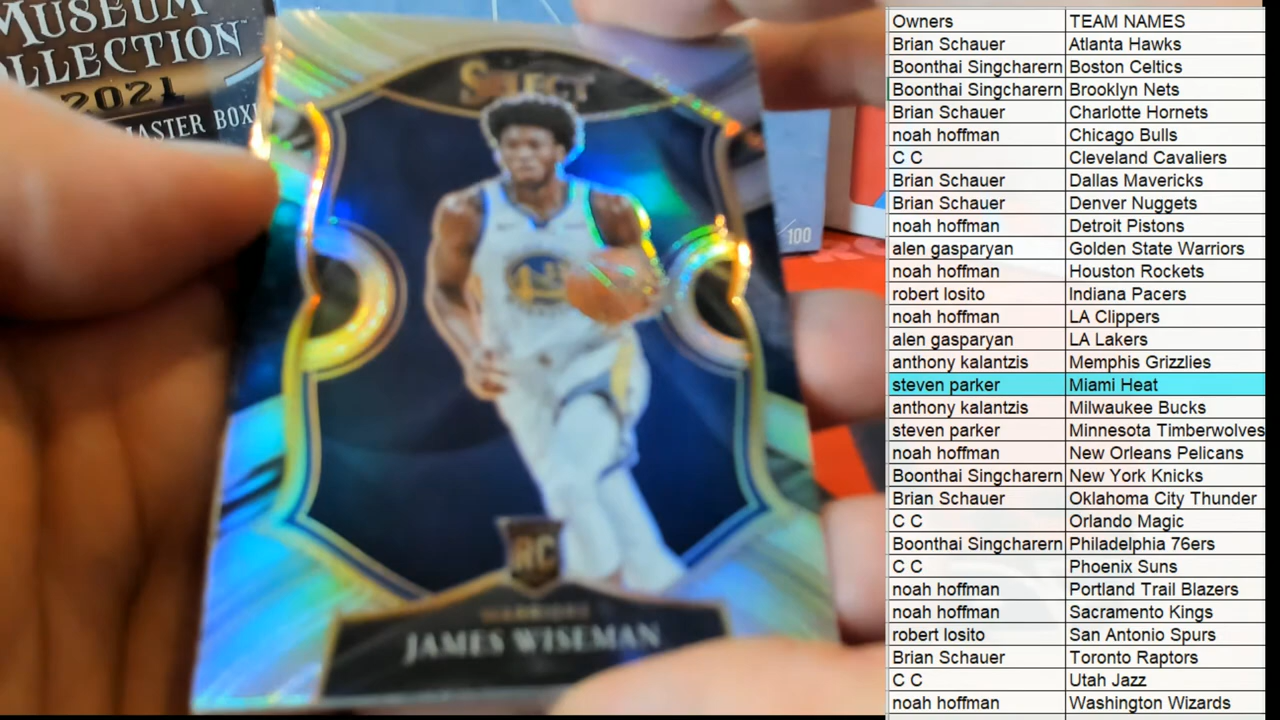 MUSEUM
COLLECTION
2021
MASTER BOX
SELECT
/100
RC
WARRIORS
JAMES WISEMAN
Owners TEAM NAMES
Brian Schauer Atlanta Hawks
Boonthai Singcharern Boston Celtics
Boonthai Singcharern Brooklyn Nets
Brian Schauer Charlotte Hornets
noah hoffman Chicago Bulls
C C Cleveland Cavaliers
Brian Schauer Dallas Mavericks
Brian Schauer Denver Nuggets
noah hoffman Detroit Pistons
alen gasparyan Golden State Warriors
noah hoffman Houston Rockets
robert losito Indiana Pacers
noah hoffman LA Clippers
alen gasparyan LA Lakers
anthony kalantzis Memphis Grizzlies
steven parker Miami Heat
anthony kalantzis Milwaukee Bucks
steven parker Minnesota Timberwolves
noah hoffman New Orleans Pelicans
Boonthai Singcharern New York Knicks
Brian Schauer Oklahoma City Thunder
C C Orlando Magic
Boonthai Singcharern Philadelphia 76ers
C C Phoenix Suns
noah hoffman Portland Trail Blazers
noah hoffman Sacramento Kings
robert losito San Antonio Spurs
Brian Schauer Toronto Raptors
C C Utah Jazz
noah hoffman Washington Wizards